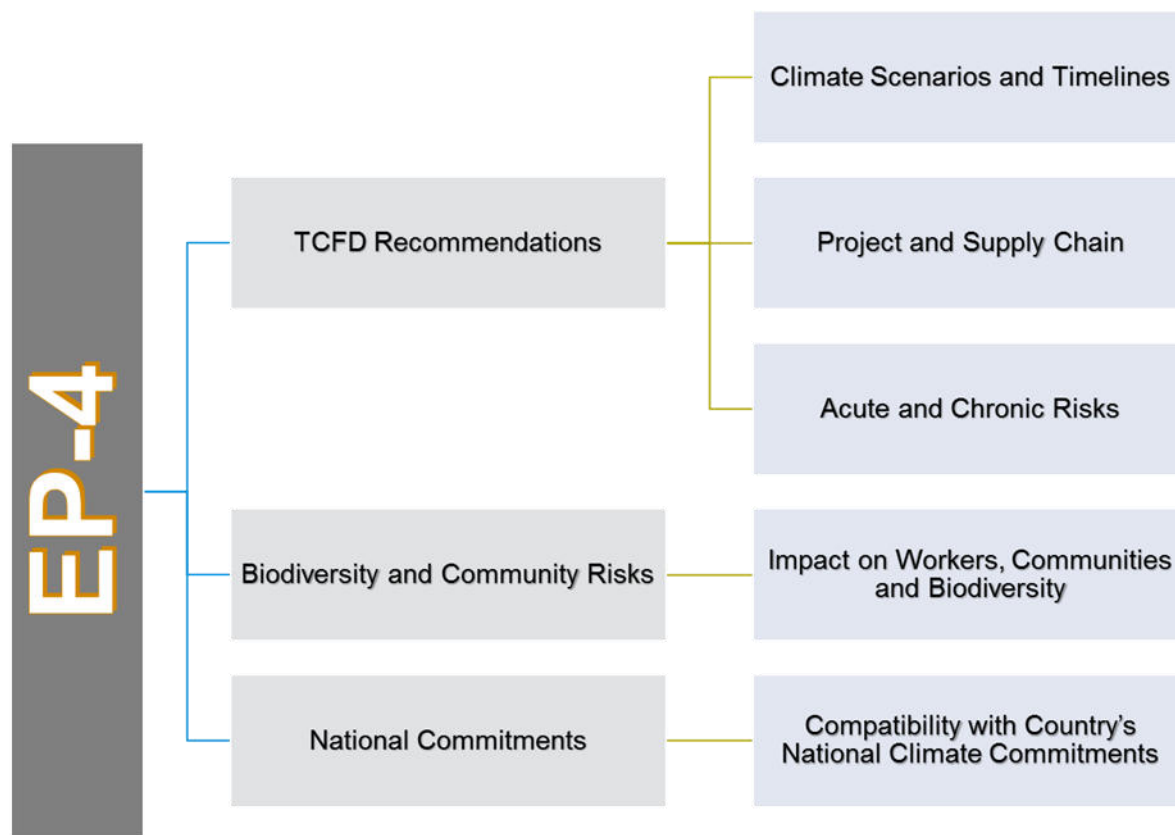 EP-4
TCFD Recommendations
Climate Scenarios and Timelines
Project and Supply Chain
Acute and Chronic Risks
Biodiversity and Community Risks
Impact on Workers, Communities
and Biodiversity
National Commitments
Compatibility with Country’s
National Climate Commitments